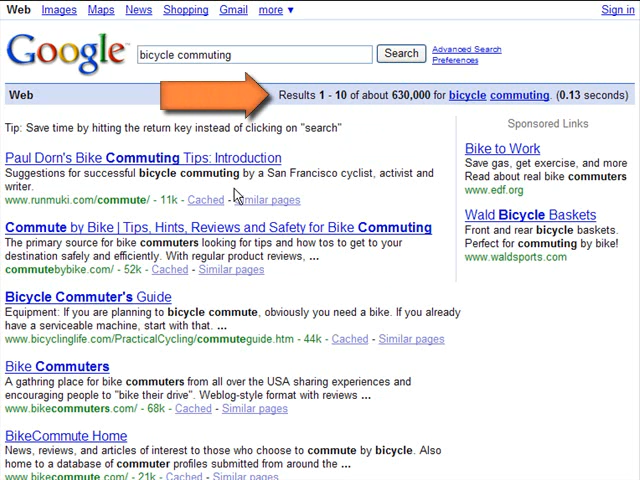 Web Images Maps News Shopping Gmail more ▼ Sign in
Google™
bicycle commuting Search Advanced Search
Preferences
Web Results 1 - 10 of about 630,000 for bicycle commuting. (0.13 seconds)
Tip: Save time by hitting the return key instead of clicking on "search"
Paul Dorn's Bike Commuting Tips: Introduction
Suggestions for successful bicycle commuting by a San Francisco cyclist, activist and
writer.
www.runmuki.com/commute/ - 11k - Cached - Similar pages
Commute by Bike | Tips, Hints, Reviews and Safety for Bike Commuting
The primary source for bike commuters looking for tips and how tos to get to your
destination safely and efficiently. With regular product reviews, ...
commutebybike.com/ - 52k - Cached - Similar pages
Bicycle Commuter's Guide
Equipment: If you are planning to bicycle commute, obviously you need a bike. If you already
have a serviceable machine, start with that. ...
www.bicyclinglife.com/PracticalCycling/commuteguide.htm - 44k - Cached - Similar pages
Bike Commuters
A gathring place for bike commuters from all over the USA sharing experiences and
encouraging people to "bike their drive". Weblog-style format with reviews ...
www.bikecommuters.com/ - 68k - Cached - Similar pages
BikeCommute Home
News, reviews, and articles of interest to those who choose to commute by bicycle. Also
home to a database of commuter profiles submitted from around the ...
www.bikecommute.com/ - 21k - Cached - Similar pages
Sponsored Links
Bike to Work
Save gas, get exercise, and more
Read about real bike commuters
www.edf.org
Wald Bicycle Baskets
Front and rear bicycle baskets.
Perfect for commuting by bike!
www.waldsports.com